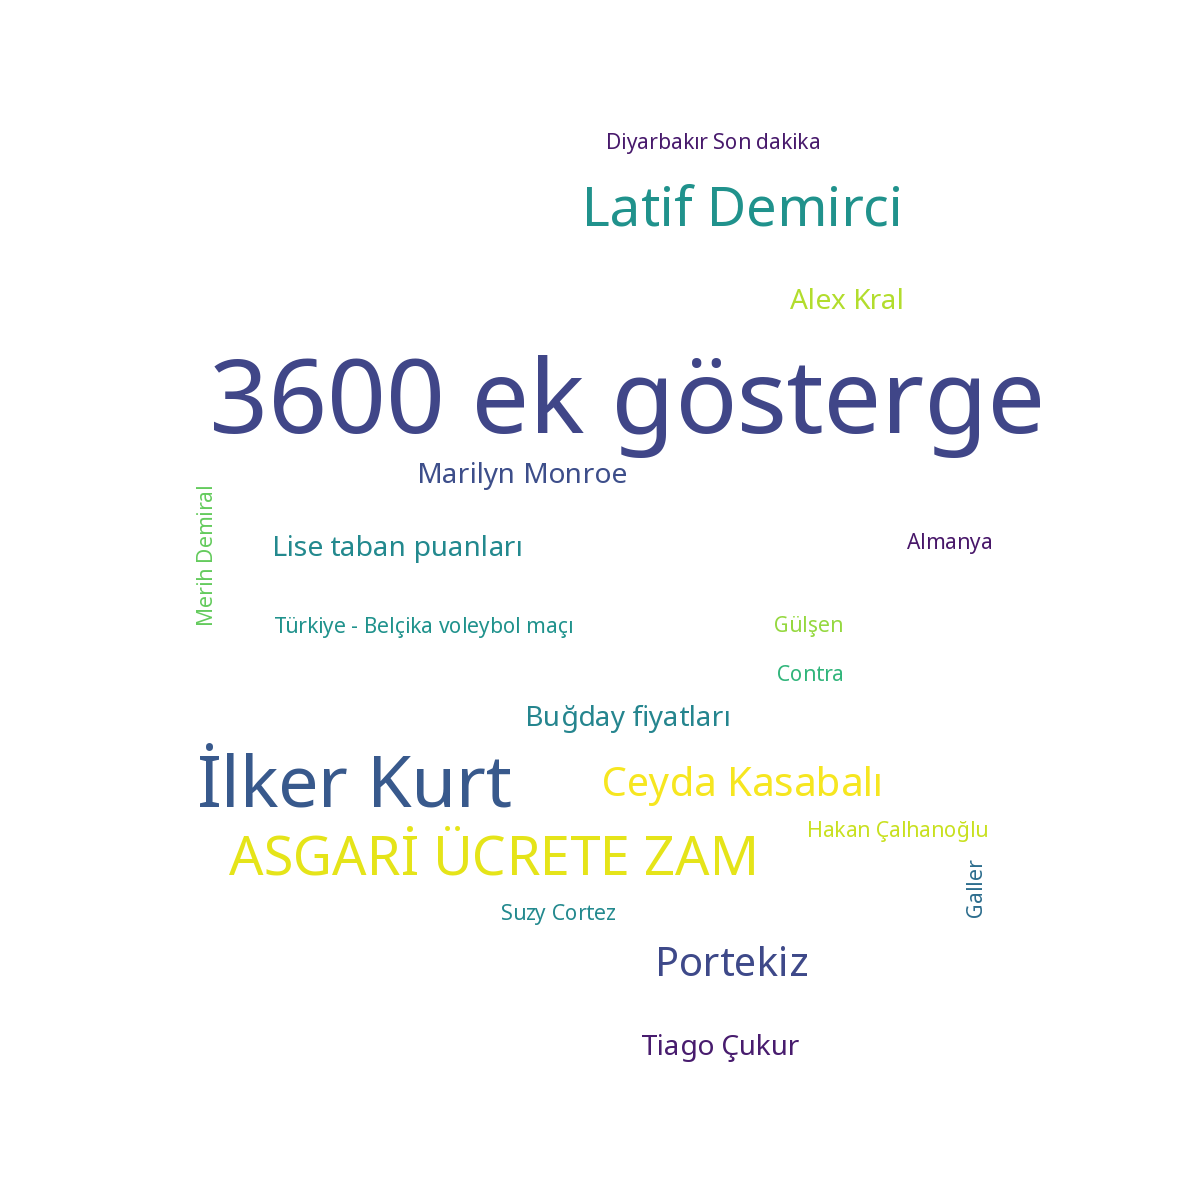 Diyarbakır Son dakika
Latif Demirci
Alex Kral
3600 ek gösterge
Marilyn Monroe
Merih Demiral
Lise taban puanları
Almanya
Türkiye - Belçika voleybol maçı
Gülşen
Contra
Buğday fiyatları
İlker Kurt
Ceyda Kasabalı
Hakan Çalhanoğlu
ASGARİ ÜCRETE ZAM
Galler
Suzy Cortez
Portekiz
Tiago Çukur